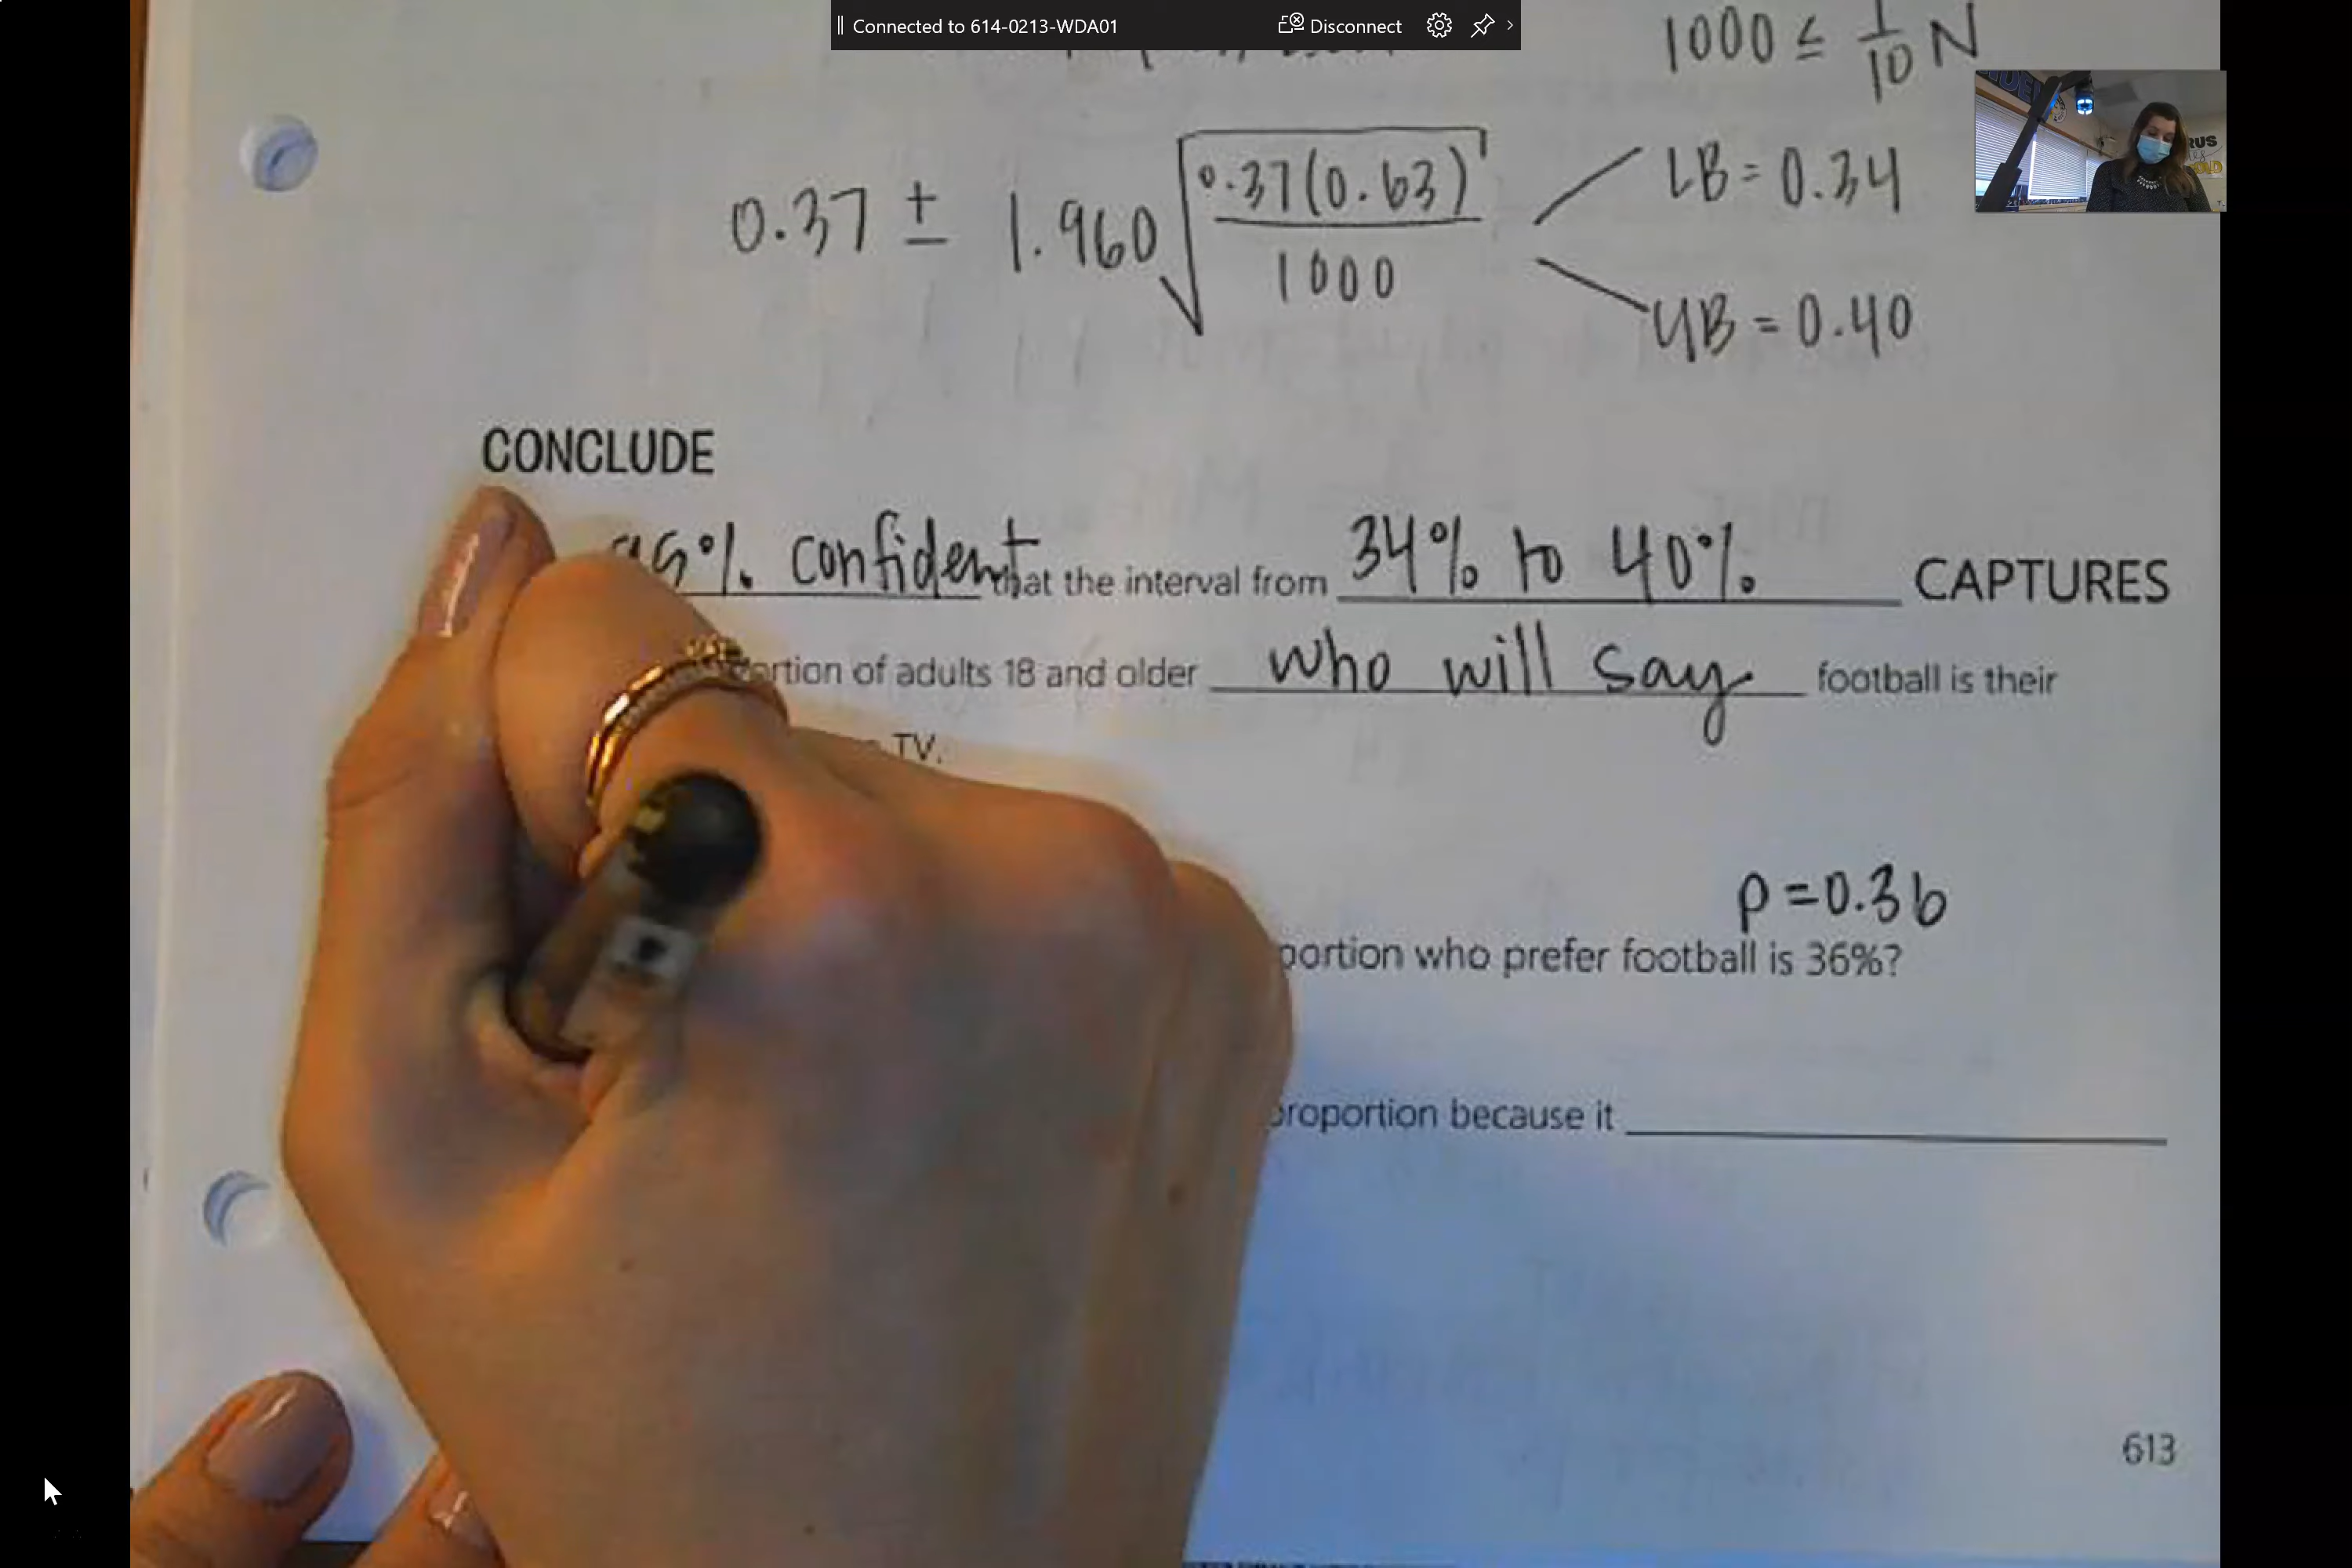 Connected to 614-0213-WDA01 Disconnect
1000 ≤ 1/10 N
0.37 ± 1.960 √(0.37(0.63)/1000)
LB = 0.34
UB = 0.40
CONCLUDE
95% confident that the interval from 34% to 40% CAPTURES
of adults 18 and older who will say football is their
TV.
p = 0.36
who prefer football is 36%?
proportion because it
613